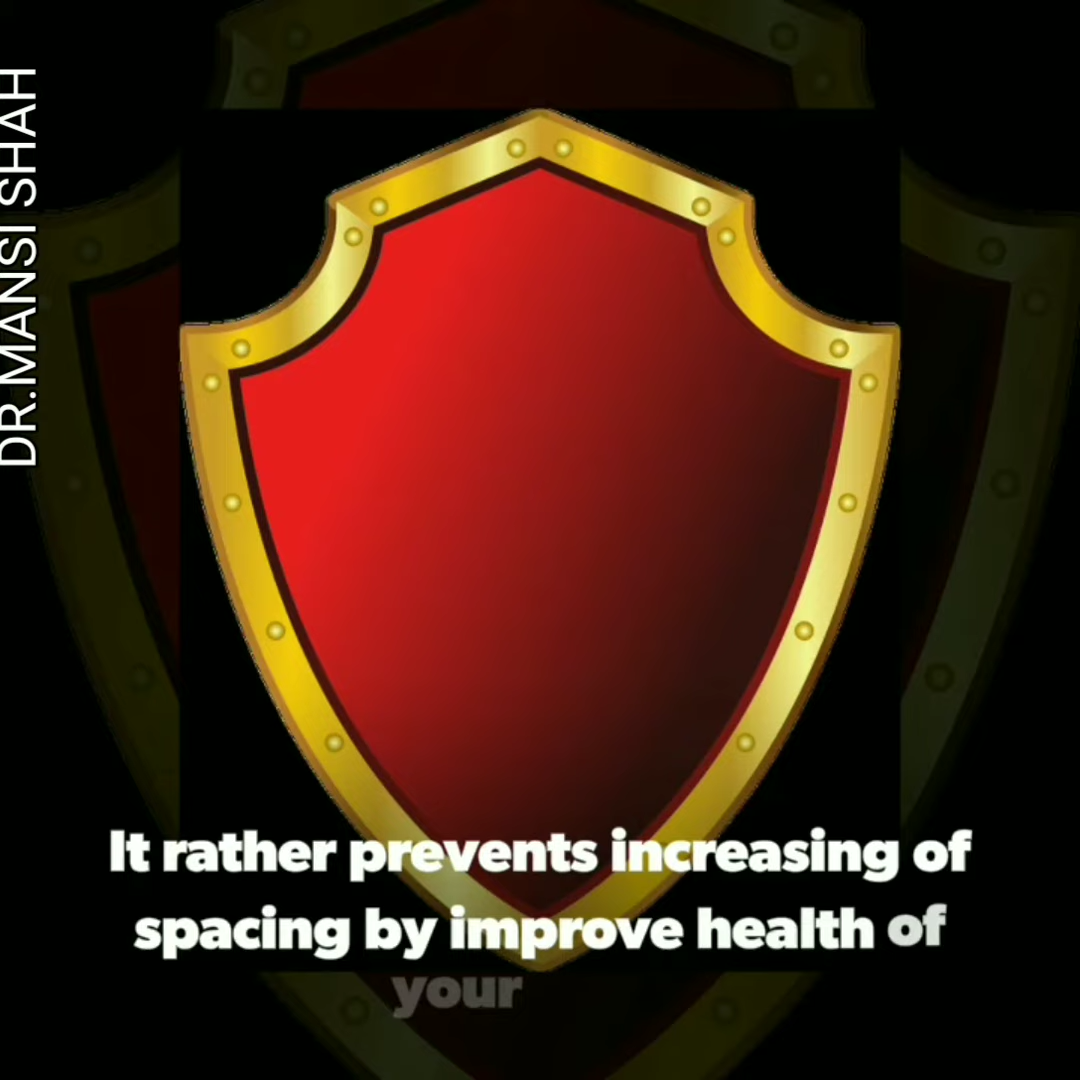 DR.MANSI SHAH
It rather prevents increasing of
spacing by improve health of
your